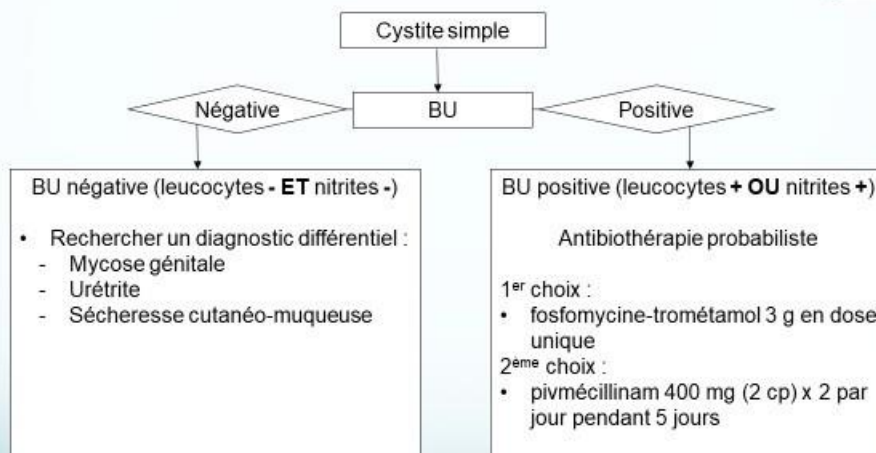 Cystite simple
Négative
BU
Positive
BU négative (leucocytes - ET nitrites -)
• Rechercher un diagnostic différentiel :
- Mycose génitale
- Urétrite
- Sécheresse cutanéo-muqueuse
BU positive (leucocytes + OU nitrites +)
Antibiothérapie probabiliste
1er choix :
• fosfomycine-trométamol 3 g en dose
unique
2ème choix :
• pivmécillinam 400 mg (2 cp) x 2 par
jour pendant 5 jours